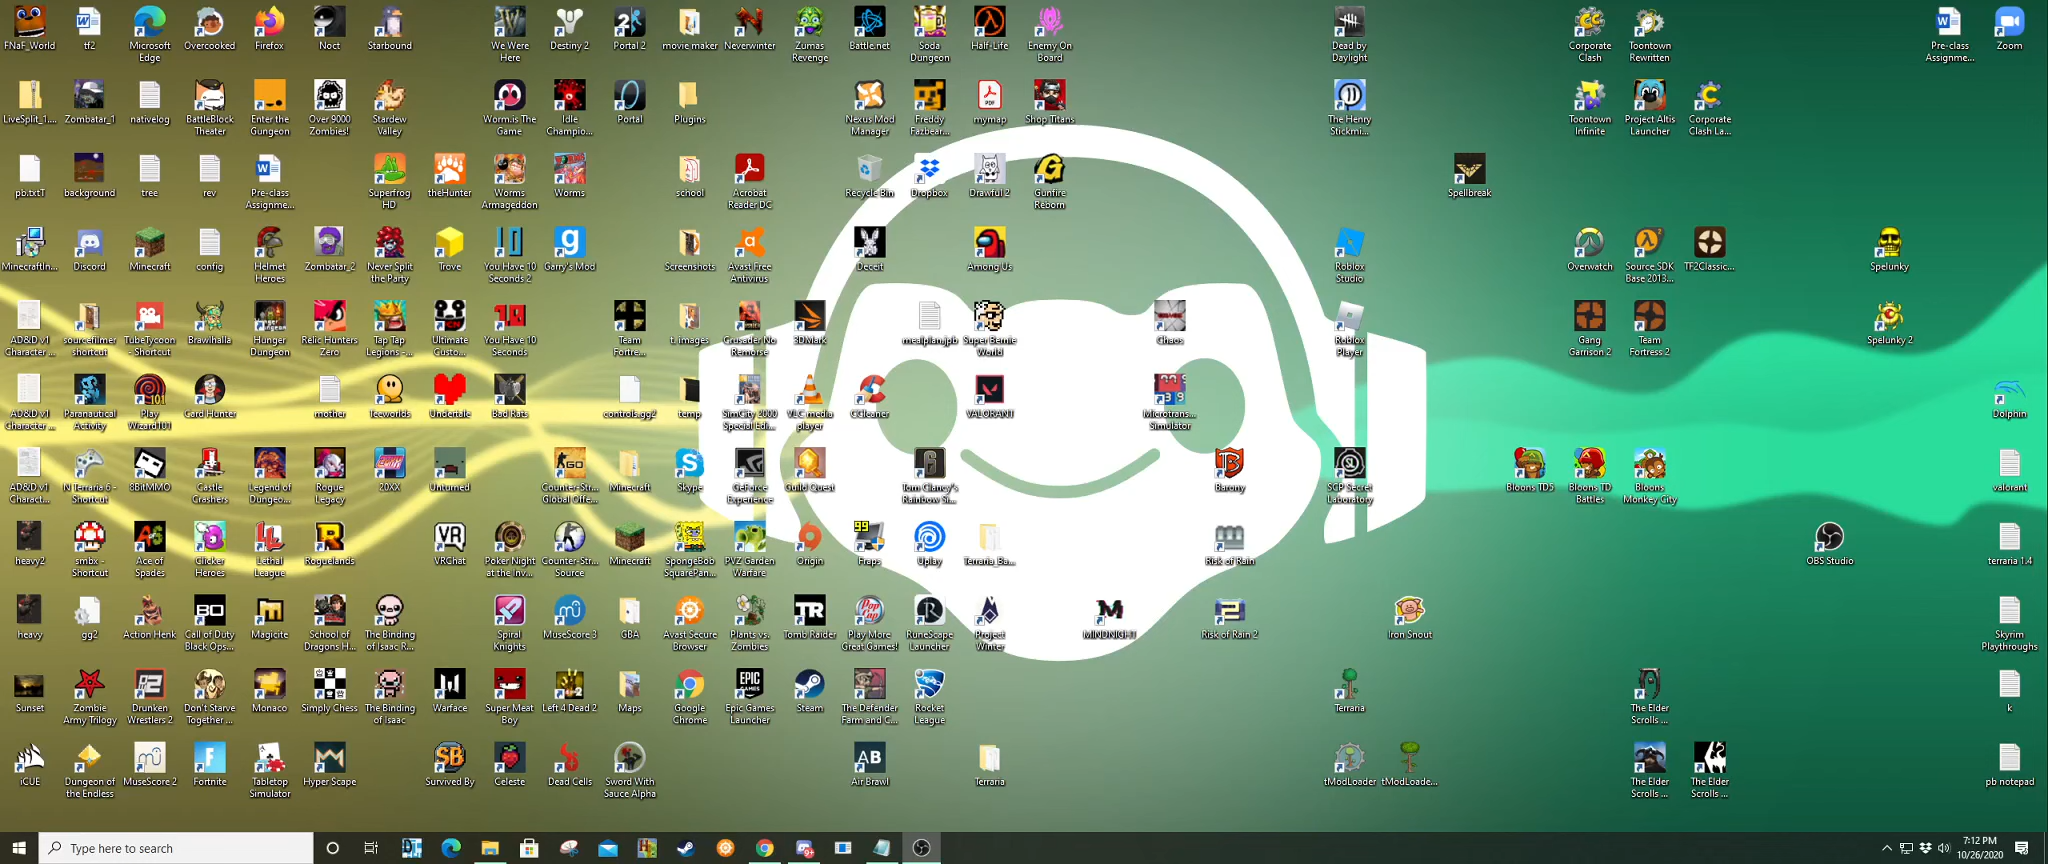 FNaF_World
tf2
Microsoft
Edge
Overcooked
Firefox
Noct
Starbound
We Were
Here
Destiny 2
Portal 2
movie maker
Neverwinter
Zumas
Revenge
Battle.net
Soda
Dungeon
Half-Life
Enemy On
Board
Dead by
Daylight
Corporate
Clash
Toontown
Rewritten
Pre-class
Assignme...
Zoom
LiveSplit_1....
Zombatar_1
nativelog
BattleBlock
Theater
Enter the
Gungeon
Over 9000
Zombies!
Stardew
Valley
Worm.is The
Game
Idle
Champio...
Portal
Plugins
Nexus Mod
Manager
Freddy
Fazbear...
mymap
Shop Titans
The Henry
Stickmi...
Toontown
Infinite
Project Altis
Launcher
Corporate
Clash La...
pb.txtT
background
tree
rev
Pre-class
Assignme...
Superfrog
HD
theHunter
Worms
Armageddon
Worms
school
Acrobat
Reader DC
Recycle Bin
Dropbox
Drawful 2
Gunfire
Reborn
Spellbreak
MinecraftIn...
Discord
Minecraft
config
Helmet
Heroes
Zombatar_2
Never Split
the Party
Trove
You Have 10
Seconds 2
Garry's Mod
Screenshots
Avast Free
Antivirus
Deceit
Among Us
Roblox
Studio
Overwatch
Source SDK
Base 2013...
TF2Classic...
Spelunky
AD&D v1
Character ...
sourcefilmer
shortcut
TubeTycoon
- Shortcut
Brawlhalla
Hunger
Dungeon
Relic Hunters
Zero
Tap Tap
Legions -...
Ultimate
Custo...
You Have 10
Seconds
Team
Fortre...
t. images
Crusader No
Remorse
3DMark
mealplan.jpb
Super Bernie
World
Chaos
Roblox
Player
Gang
Garrison 2
Team
Fortress 2
Spelunky 2
AD&D v1
Character ...
Paranautical
Activity
Play
Wizard101
Card Hunter
mother
Teeworlds
Undertale
Bad Rats
controls.gg2
temp
SimCity 2000
Special Edi...
VLC media
player
CCleaner
VALORANT
Microtrans...
Simulator
Dolphin
AD&D v1
Charact...
N Terraria 6 -
Shortcut
8BitMMO
Castle
Crashers
Legend of
Dungeo...
Rogue
Legacy
20XX
Unturned
Counter-Str...
Global Offe...
Minecraft
Skype
GeForce
Experience
Guild Quest
Tom Clancy's
Rainbow Si...
Barony
SCP Secret
Laboratory
Bloons TD5
Bloons TD
Battles
Bloons
Monkey City
valorant
heavy2
smbx -
Shortcut
Ace of
Spades
Clicker
Heroes
Lethal
League
Roguelands
VRChat
Poker Night
at the Inv...
Counter-Str...
Source
Minecraft
SpongeBob
SquarePan...
PVZ Garden
Warfare
Origin
Fraps
Uplay
Terraria_Ba...
Risk of Rain
OBS Studio
terraria 1.4
heavy
gg2
Action Henk
Call of Duty
Black Ops...
Magicite
School of
Dragons H...
The Binding
of Isaac R...
Spiral
Knights
MuseScore 3
GBA
Avast Secure
Browser
Plants vs.
Zombies
Tomb Raider
Play More
Great Games!
RuneScape
Launcher
Project
Winter
MINDNIGHT
Risk of Rain 2
Iron Snout
Skyrim
Playthroughs
Sunset
Zombie
Army Trilogy
Drunken
Wrestlers 2
Don't Starve
Together ...
Monaco
Simply Chess
The Binding
of Isaac
Warface
Super Meat
Boy
Left 4 Dead 2
Maps
Google
Chrome
Epic Games
Launcher
Steam
The Defender
Farm and C...
Rocket
League
Terraria
The Elder
Scrolls ...
k
iCUE
Dungeon of
the Endless
MuseScore 2
Fortnite
Tabletop
Simulator
Hyper Scape
Survived By
Celeste
Dead Cells
Sword With
Sauce Alpha
Air Brawl
Terraria
tModLoader
tModLoade...
The Elder
Scrolls ...
The Elder
Scrolls ...
pb notepad
Type here to search
7:12 PM
10/26/2020